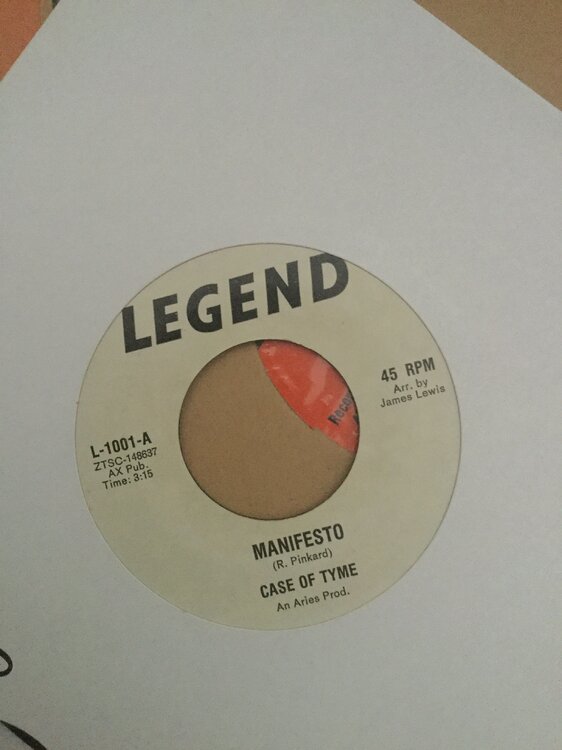 LEGEND
45 RPM
Arr. by
James Lewis
L-1001-A
ZTSC-148637
AX Pub.
Time: 3:15
MANIFESTO
(R. Pinkard)
CASE OF TYME
An Aries Prod.